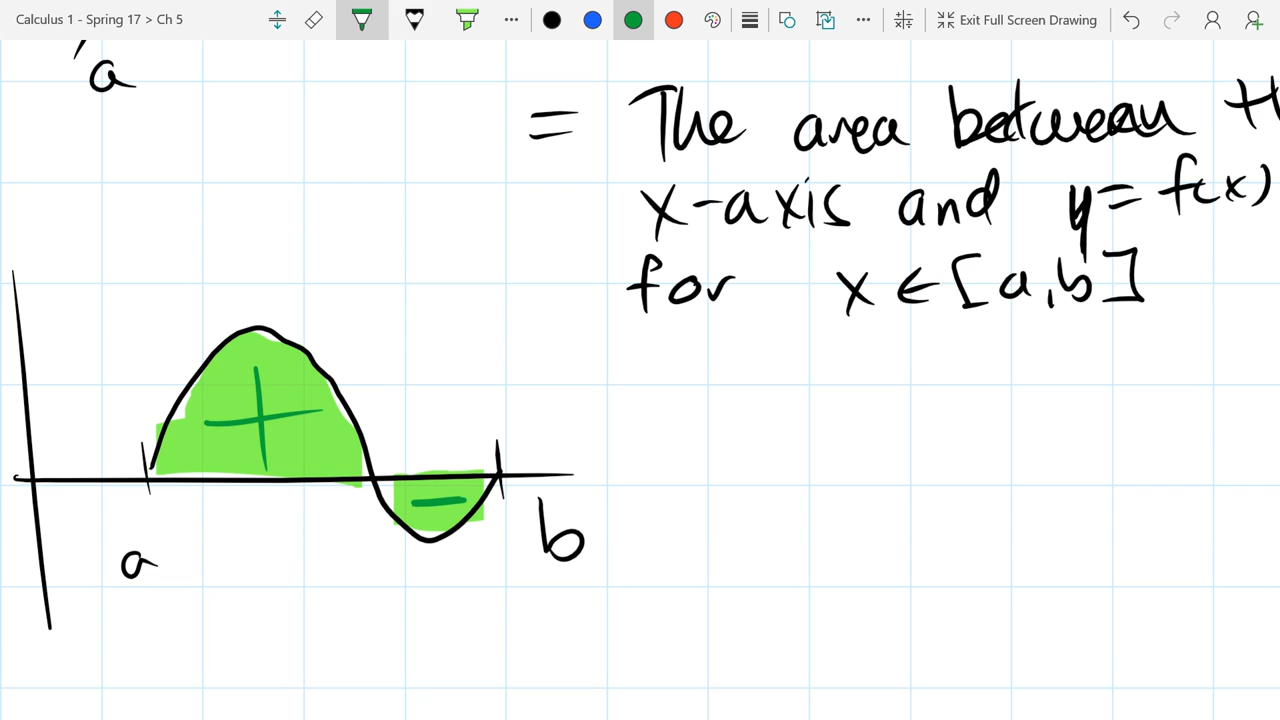 Calculus 1 - Spring 17 > Ch 5
Exit Full Screen Drawing
a
= The area between
x-axis and y= f(x)
for x ∈ [a,b]
+
−
a
b